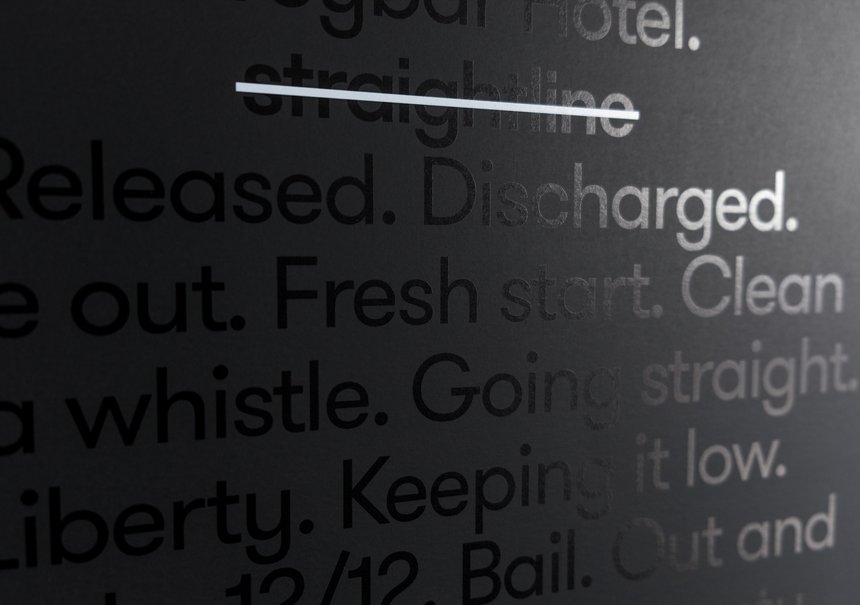 Hotel.
straightline
Released. Discharged.
e out. Fresh start. Clean
a whistle. Going straight.
Liberty. Keeping it low.
12/12. Bail. Out and